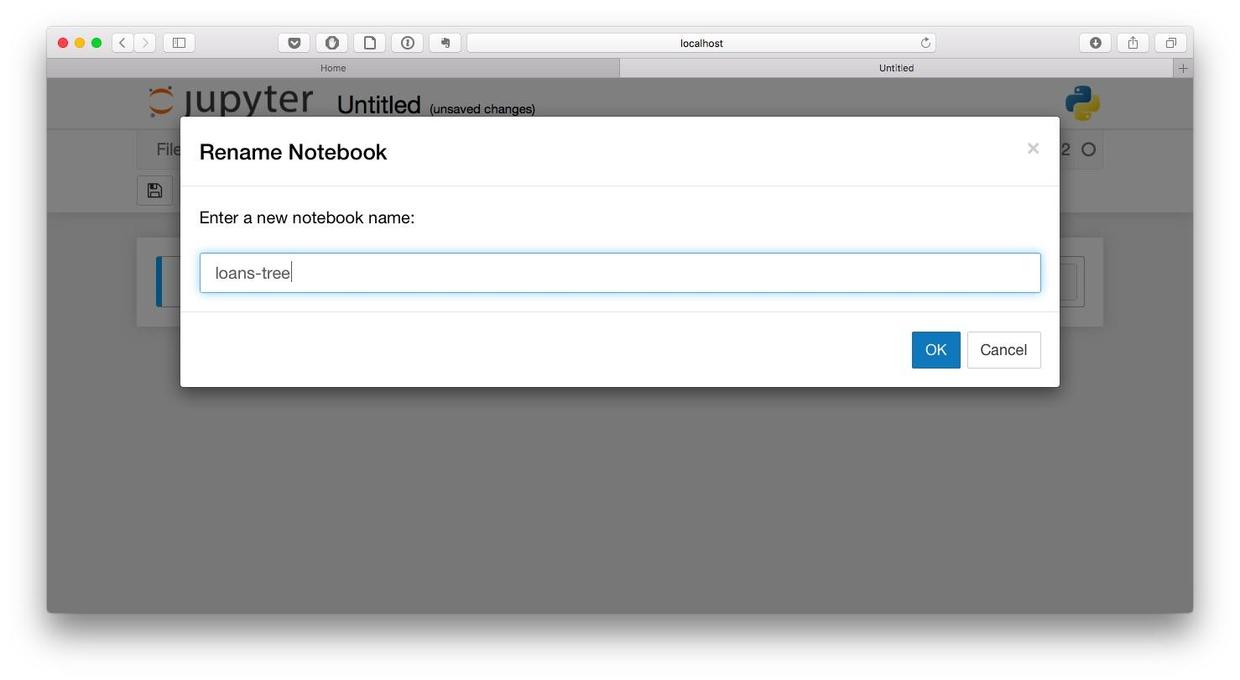 localhost
Home
Untitled
+
jupyter Untitled (unsaved changes)
Rename Notebook
×
File
2
Enter a new notebook name:
loans-tree
OK
Cancel